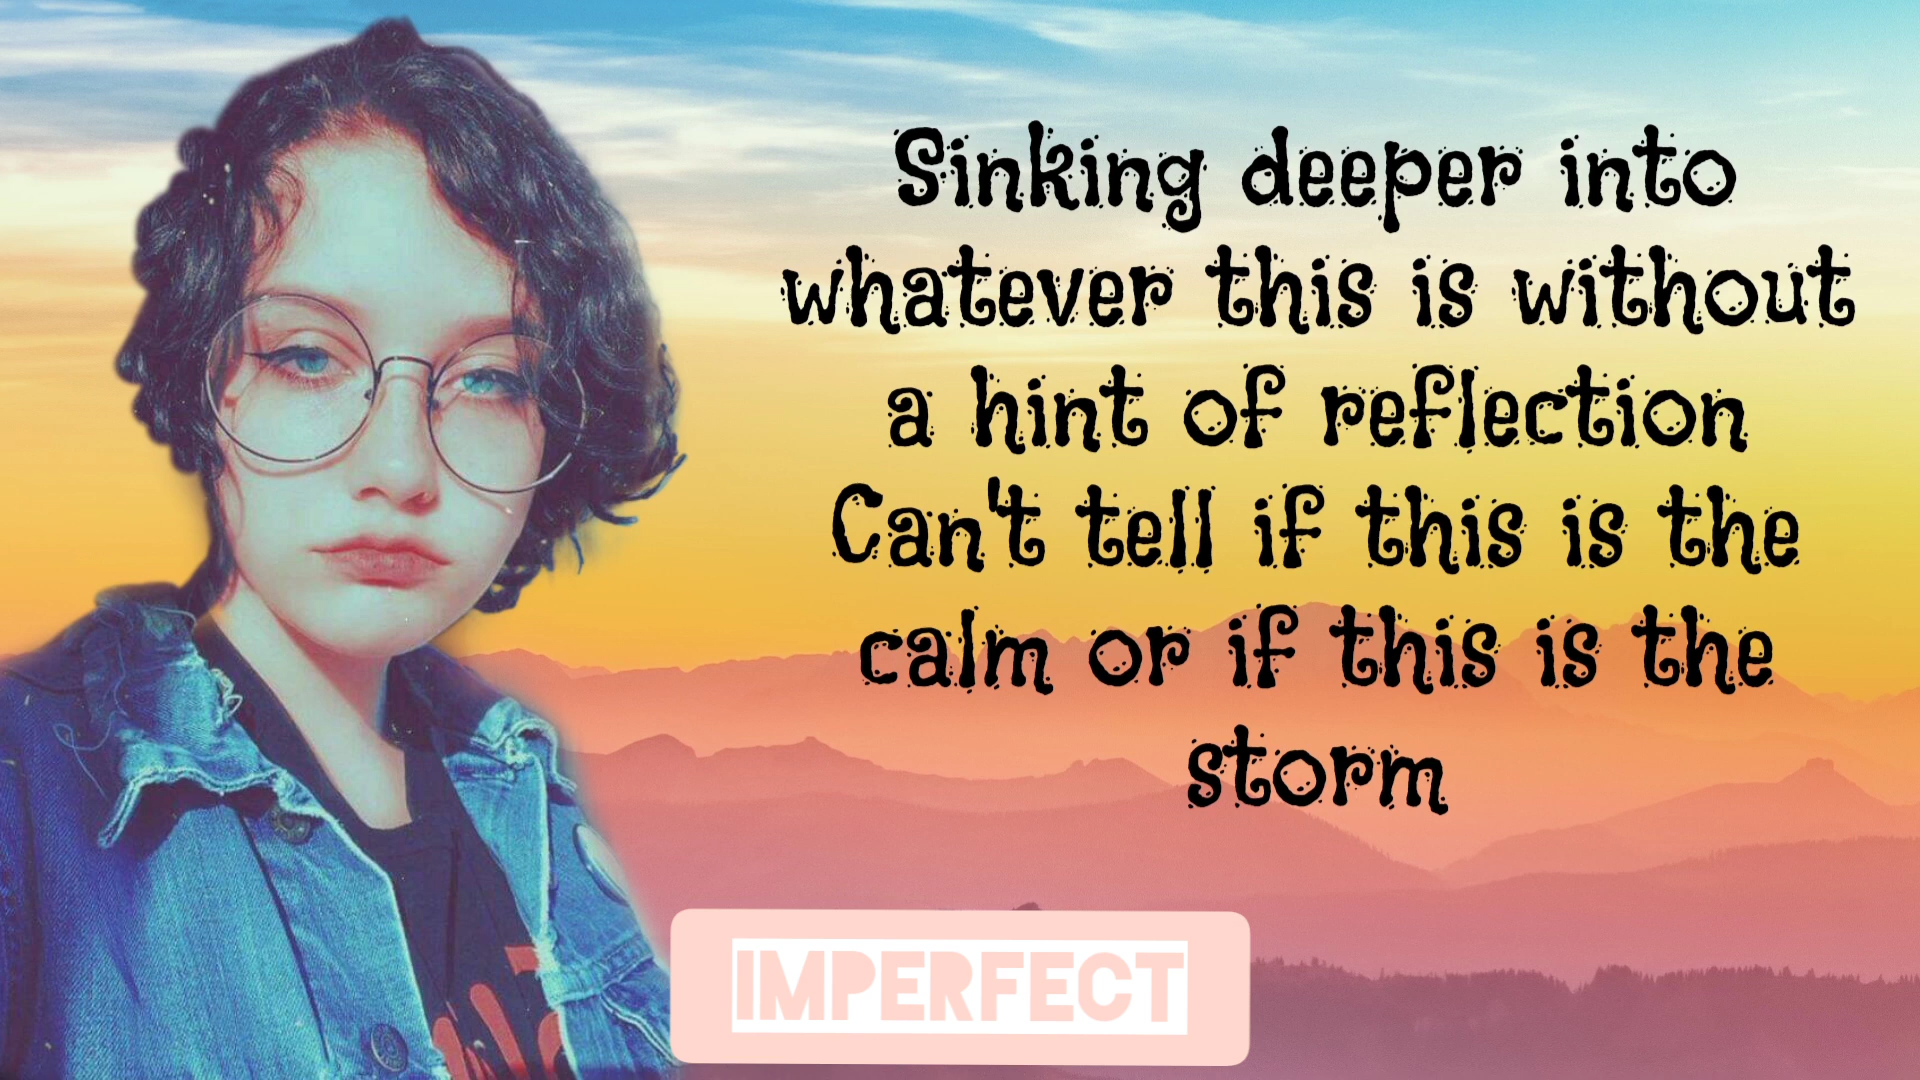 Sinking deeper into
whatever this is without
a hint of reflection
Can't tell if this is the
calm or if this is the
storm
IMPERFECT